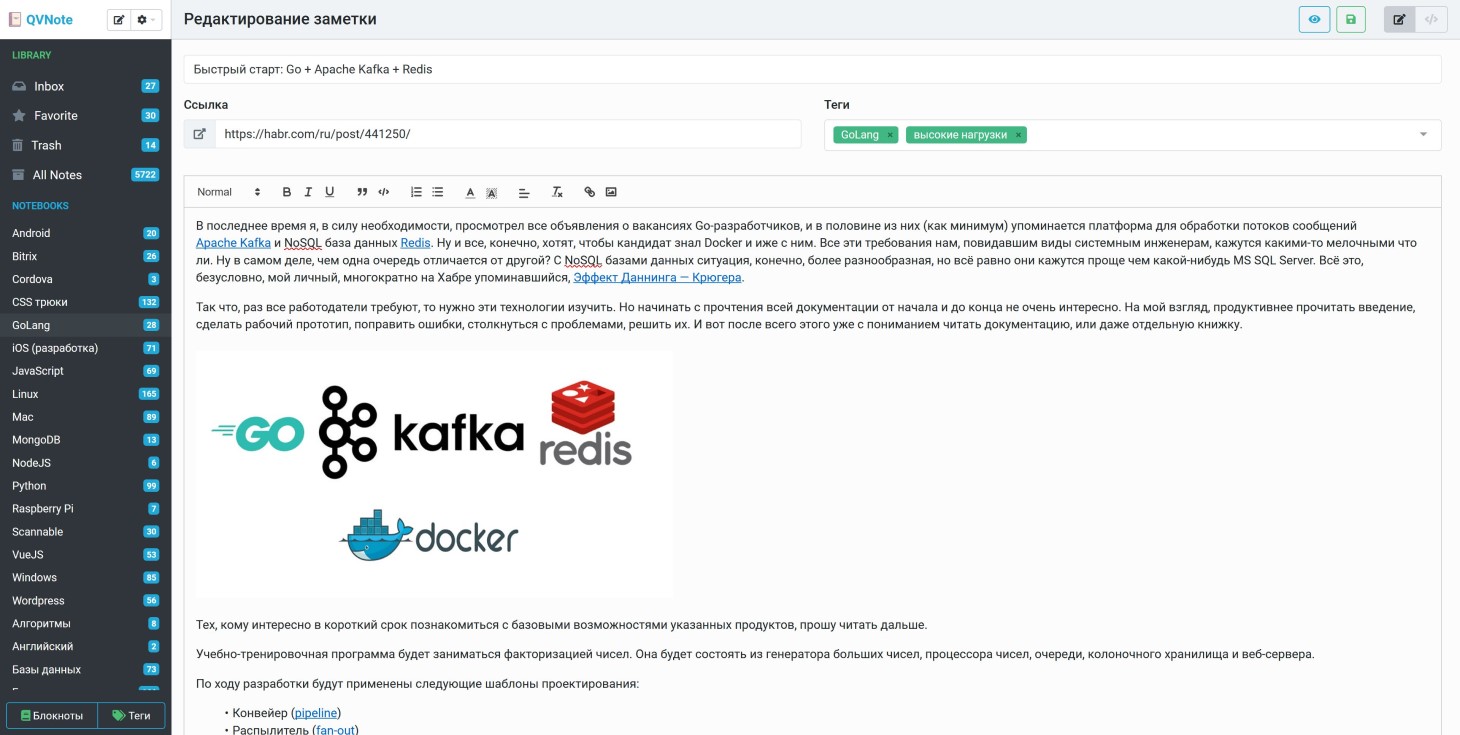 QVNote
LIBRARY
Inbox 27
Favorite 30
Trash 14
All Notes 5722
NOTEBOOKS
Android 20
Bitrix 26
Cordova 3
CSS трюки 132
GoLang 28
iOS (разработка) 71
JavaScript 69
Linux 165
Mac 89
MongoDB 13
NodeJS 6
Python 99
Raspberry Pi 7
Scannable 30
VueJS 53
Windows 85
Wordpress 56
Алгоритмы 8
Английский 2
Базы данных 73
Блокноты
Теги
Редактирование заметки
Быстрый старт: Go + Apache Kafka + Redis
Ссылка
https://habr.com/ru/post/441250/
Теги
GoLang × высокие нагрузки ×
Normal
В последнее время я, в силу необходимости, просмотрел все объявления о вакансиях Go-разработчиков, и в половине из них (как минимум) упоминается платформа для обработки потоков сообщений
Apache Kafka и NoSQL база данных Redis. Ну и все, конечно, хотят, чтобы кандидат знал Docker и иже с ним. Все эти требования нам, повидавшим виды системным инженерам, кажутся какими-то мелочными что
ли. Ну в самом деле, чем одна очередь отличается от другой? С NoSQL базами данных ситуация, конечно, более разнообразная, но всё равно они кажутся проще чем какой-нибудь MS SQL Server. Всё это,
безусловно, мой личный, многократно на Хабре упоминавшийся, Эффект Даннинга — Крюгера.
Так что, раз все работодатели требуют, то нужно эти технологии изучить. Но начинать с прочтения всей документации от начала и до конца не очень интересно. На мой взгляд, продуктивнее прочитать введение,
сделать рабочий прототип, поправить ошибки, столкнуться с проблемами, решить их. И вот после всего этого уже с пониманием читать документацию, или даже отдельную книжку.
GO kafka redis
docker
Тех, кому интересно в короткий срок познакомиться с базовыми возможностями указанных продуктов, прошу читать дальше.
Учебно-тренировочная программа будет заниматься факторизацией чисел. Она будет состоять из генератора больших чисел, процессора чисел, очереди, колоночного хранилища и веб-сервера.
По ходу разработки будут применены следующие шаблоны проектирования:
• Конвейер (pipeline)
• Распылитель (fan-out)